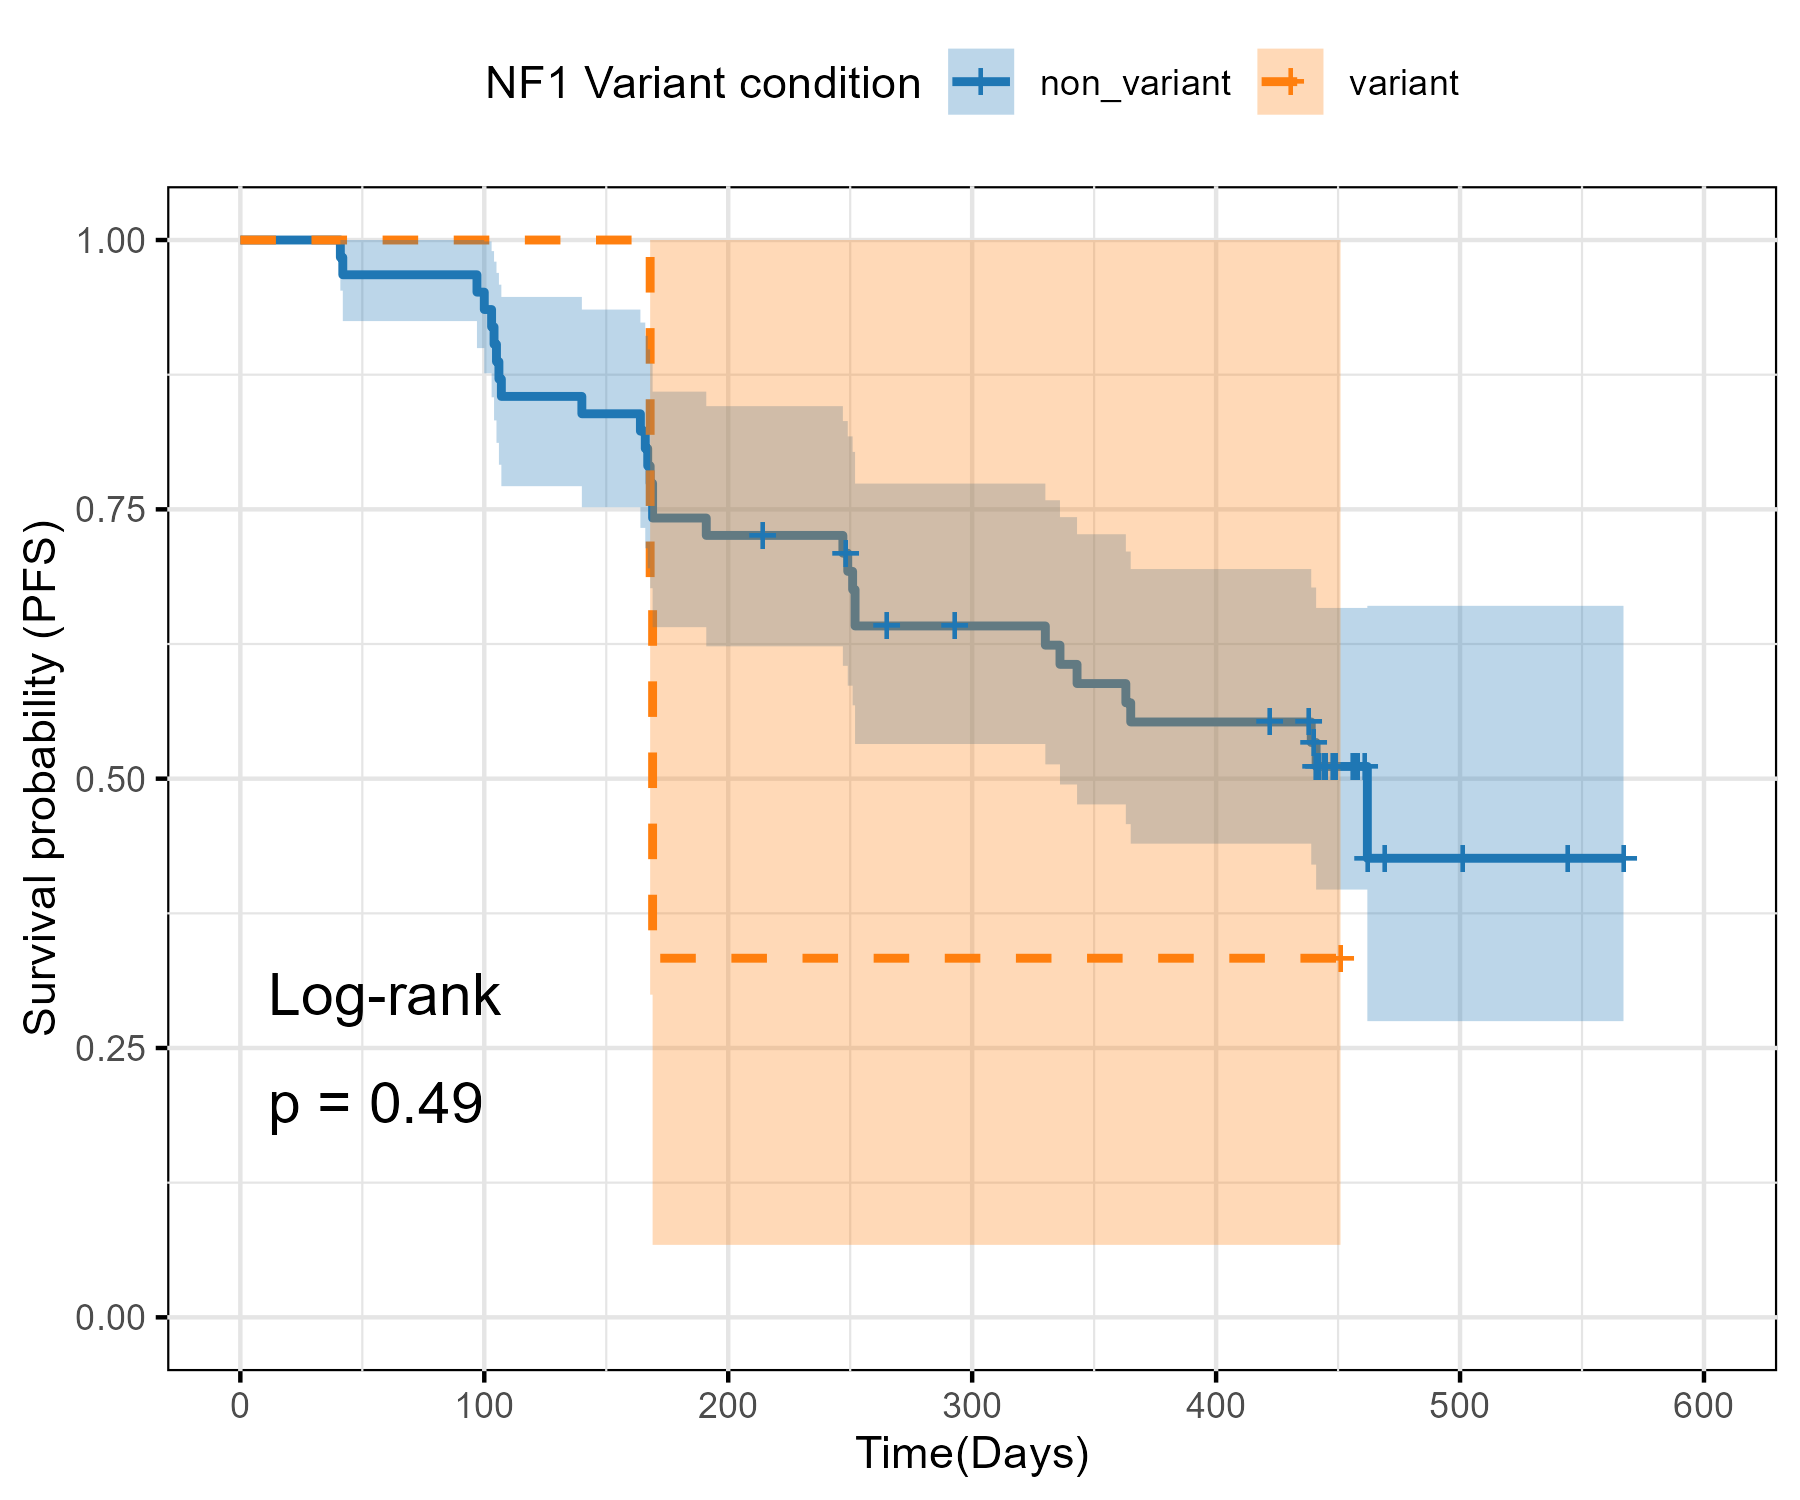 NF1 Variant condition non_variant variant
1.00
0.75
0.50
0.25
0.00
Survival probability (PFS)
Log-rank
p = 0.49
0 100 200 300 400 500 600
Time(Days)